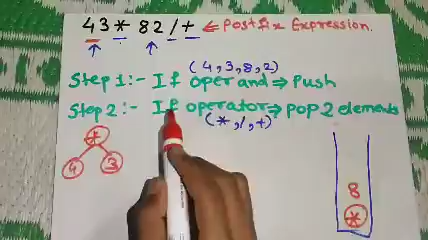 43*82/+ ← Postfix Expression.
(4,3,8,2)
Step 1:- If operand ⇒ Push
Step 2:- If operator ⇒ POP 2 elements
(*,/,+)
*
4 3
8
*